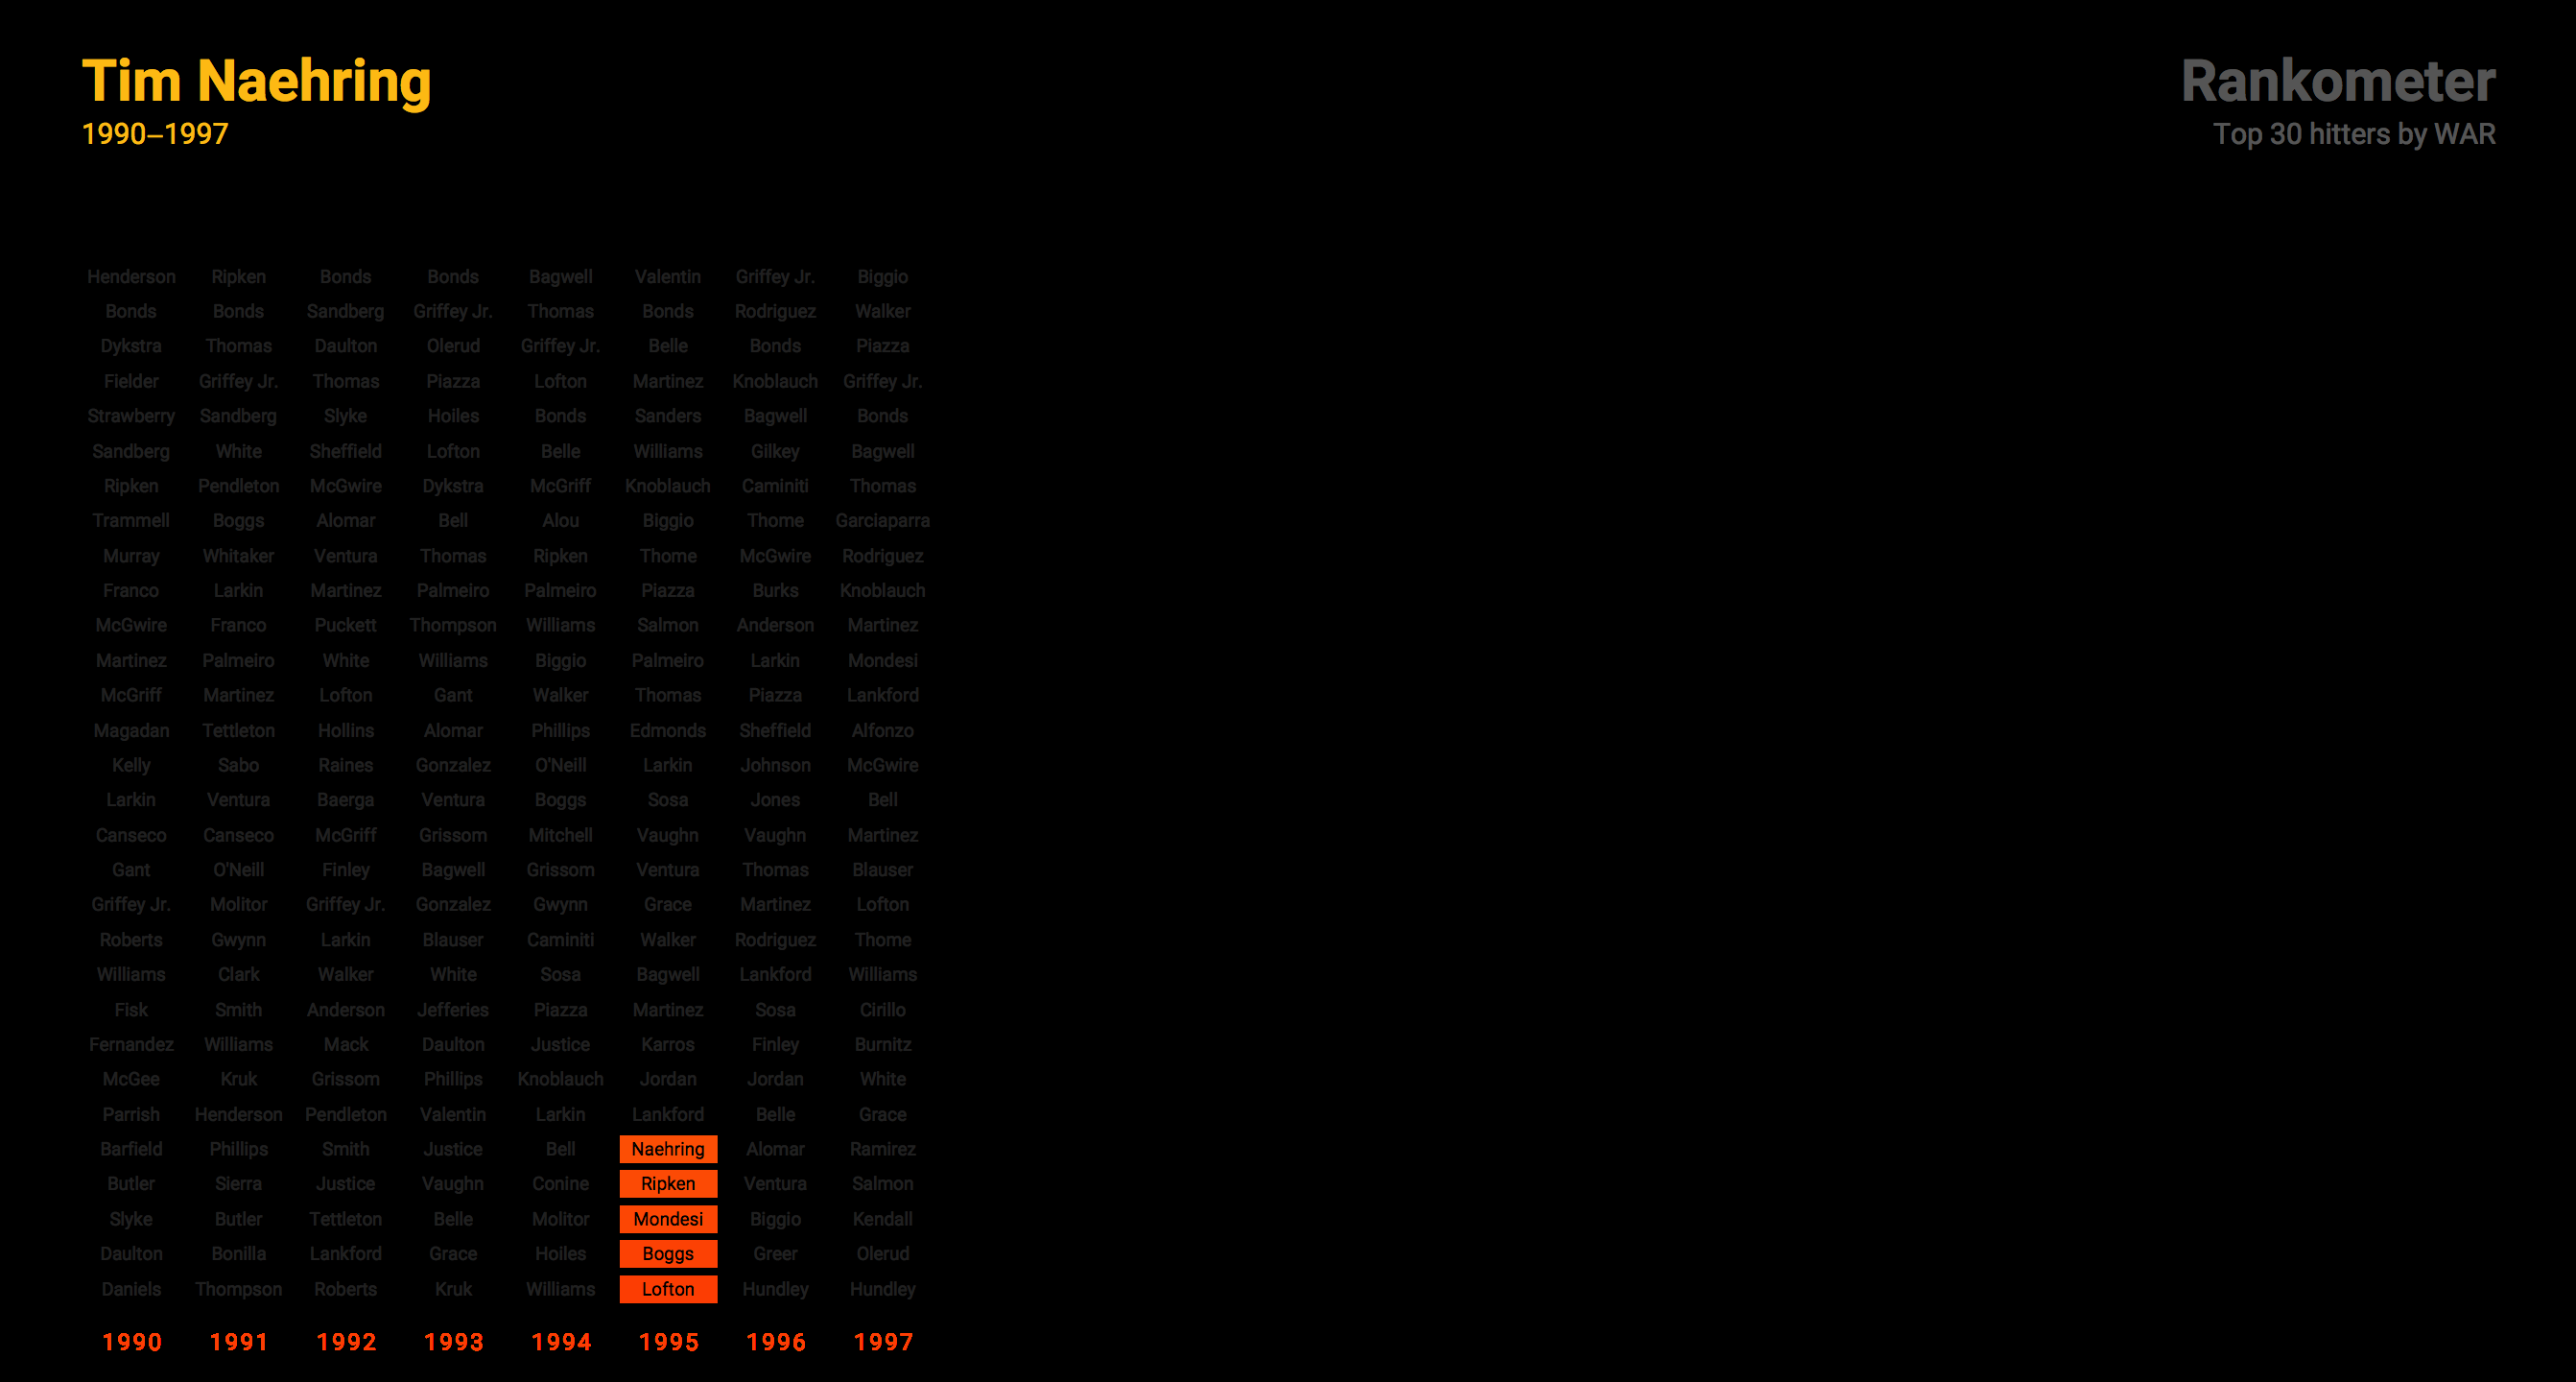 Tim Naehring
1990–1997
Rankometer
Top 30 hitters by WAR
Henderson Ripken Bonds Bonds Bagwell Valentin Griffey Jr. Biggio
Bonds Bonds Sandberg Griffey Jr. Thomas Bonds Rodriguez Walker
Dykstra Thomas Daulton Olerud Griffey Jr. Belle Bonds Piazza
Fielder Griffey Jr. Thomas Piazza Lofton Martinez Knoblauch Griffey Jr.
Strawberry Sandberg Slyke Hoiles Bonds Sanders Bagwell Bonds
Sandberg White Sheffield Lofton Belle Williams Gilkey Bagwell
Ripken Pendleton McGwire Dykstra McGriff Knoblauch Caminiti Thomas
Trammell Boggs Alomar Bell Alou Biggio Thome Garciaparra
Murray Whitaker Ventura Thomas Ripken Thome McGwire Rodriguez
Franco Larkin Martinez Palmeiro Palmeiro Piazza Burks Knoblauch
McGwire Franco Puckett Thompson Williams Salmon Anderson Martinez
Martinez Palmeiro White Williams Biggio Palmeiro Larkin Mondesi
McGriff Martinez Lofton Gant Walker Thomas Piazza Lankford
Magadan Tettleton Hollins Alomar Phillips Edmonds Sheffield Alfonzo
Kelly Sabo Raines Gonzalez O'Neill Larkin Johnson McGwire
Larkin Ventura Baerga Ventura Boggs Sosa Jones Bell
Canseco Canseco McGriff Grissom Mitchell Vaughn Vaughn Martinez
Gant O'Neill Finley Bagwell Grissom Ventura Thomas Blauser
Griffey Jr. Molitor Griffey Jr. Gonzalez Gwynn Grace Martinez Lofton
Roberts Gwynn Larkin Blauser Caminiti Walker Rodriguez Thome
Williams Clark Walker White Sosa Bagwell Lankford Williams
Fisk Smith Anderson Jefferies Piazza Martinez Sosa Cirillo
Fernandez Williams Mack Daulton Justice Karros Finley Burnitz
McGee Kruk Grissom Phillips Knoblauch Jordan Jordan White
Parrish Henderson Pendleton Valentin Larkin Lankford Belle Grace
Barfield Phillips Smith Justice Bell Naehring Alomar Ramirez
Butler Sierra Justice Vaughn Conine Ripken Ventura Salmon
Slyke Butler Tettleton Belle Molitor Mondesi Biggio Kendall
Daulton Bonilla Lankford Grace Hoiles Boggs Greer Olerud
Daniels Thompson Roberts Kruk Williams Lofton Hundley Hundley
1990 1991 1992 1993 1994 1995 1996 1997